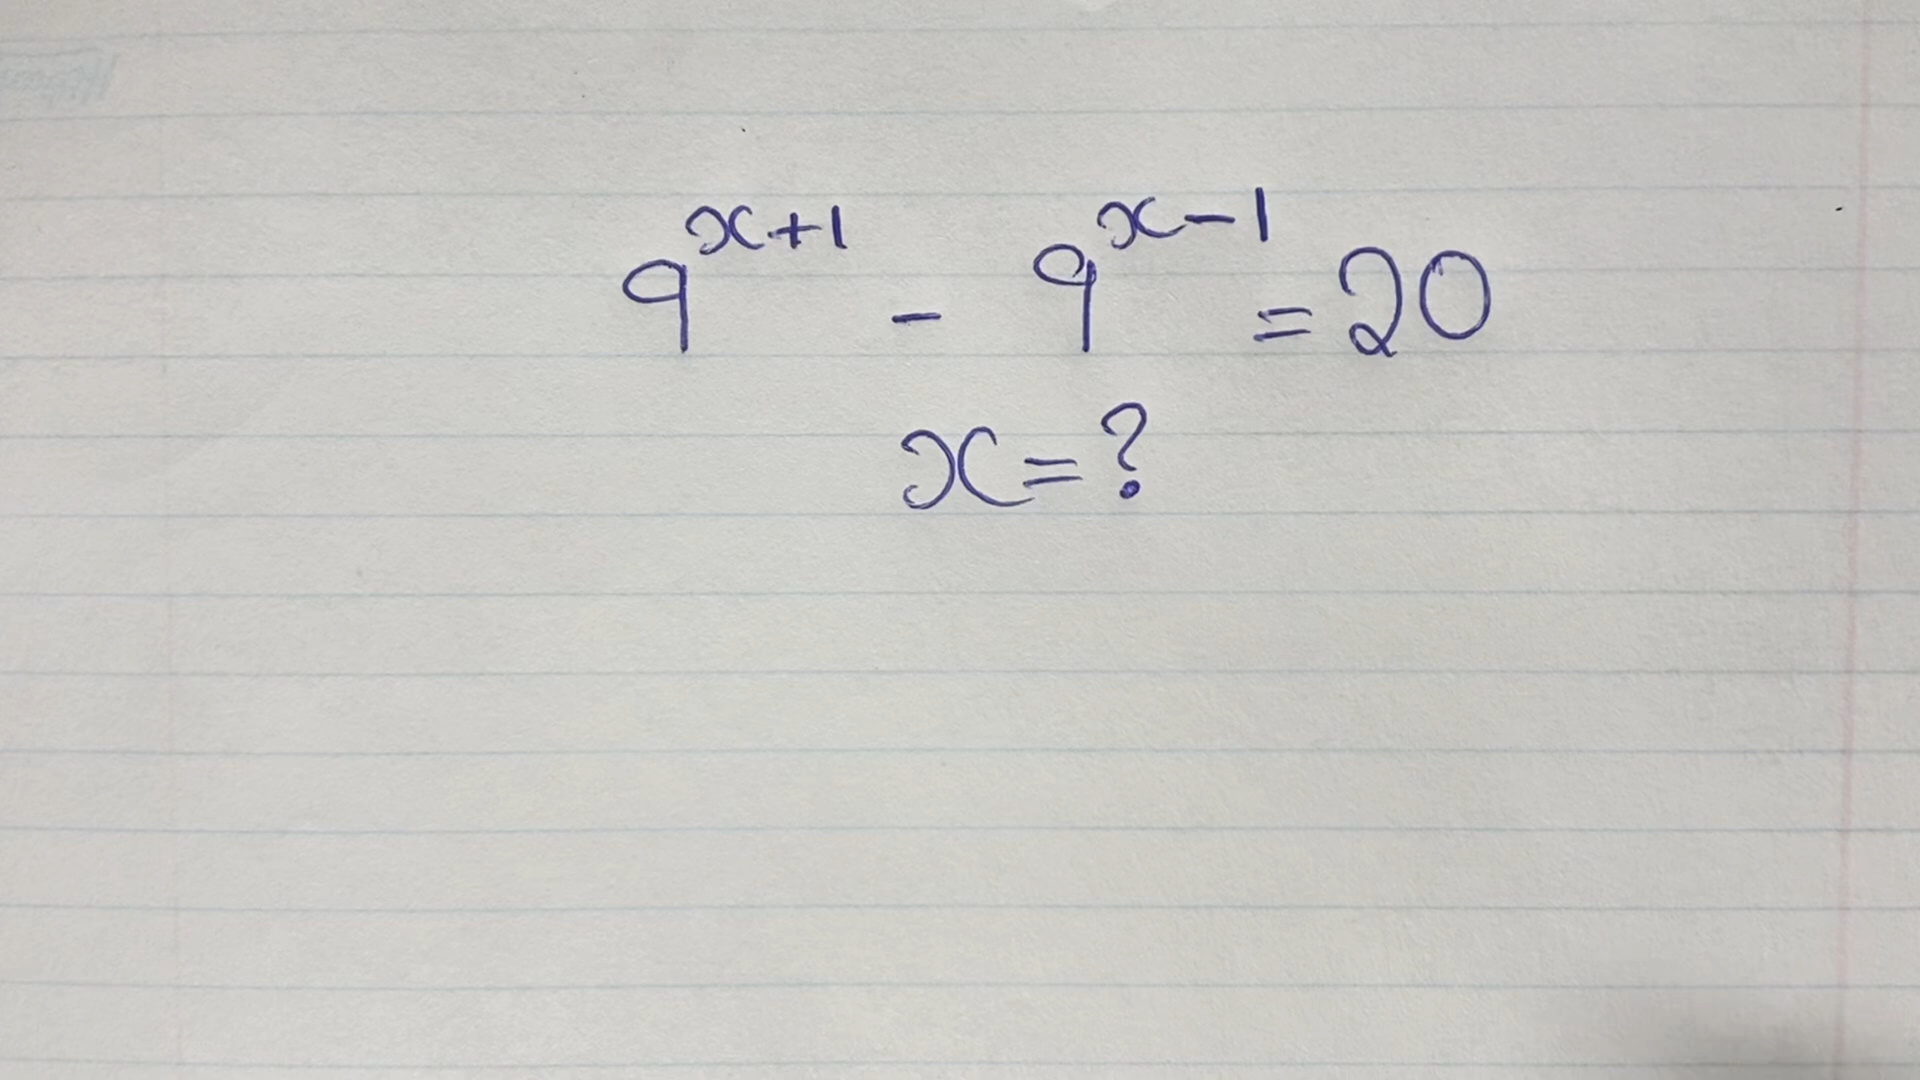 9^{x+1} - 9^{x-1} = 20
x = ?